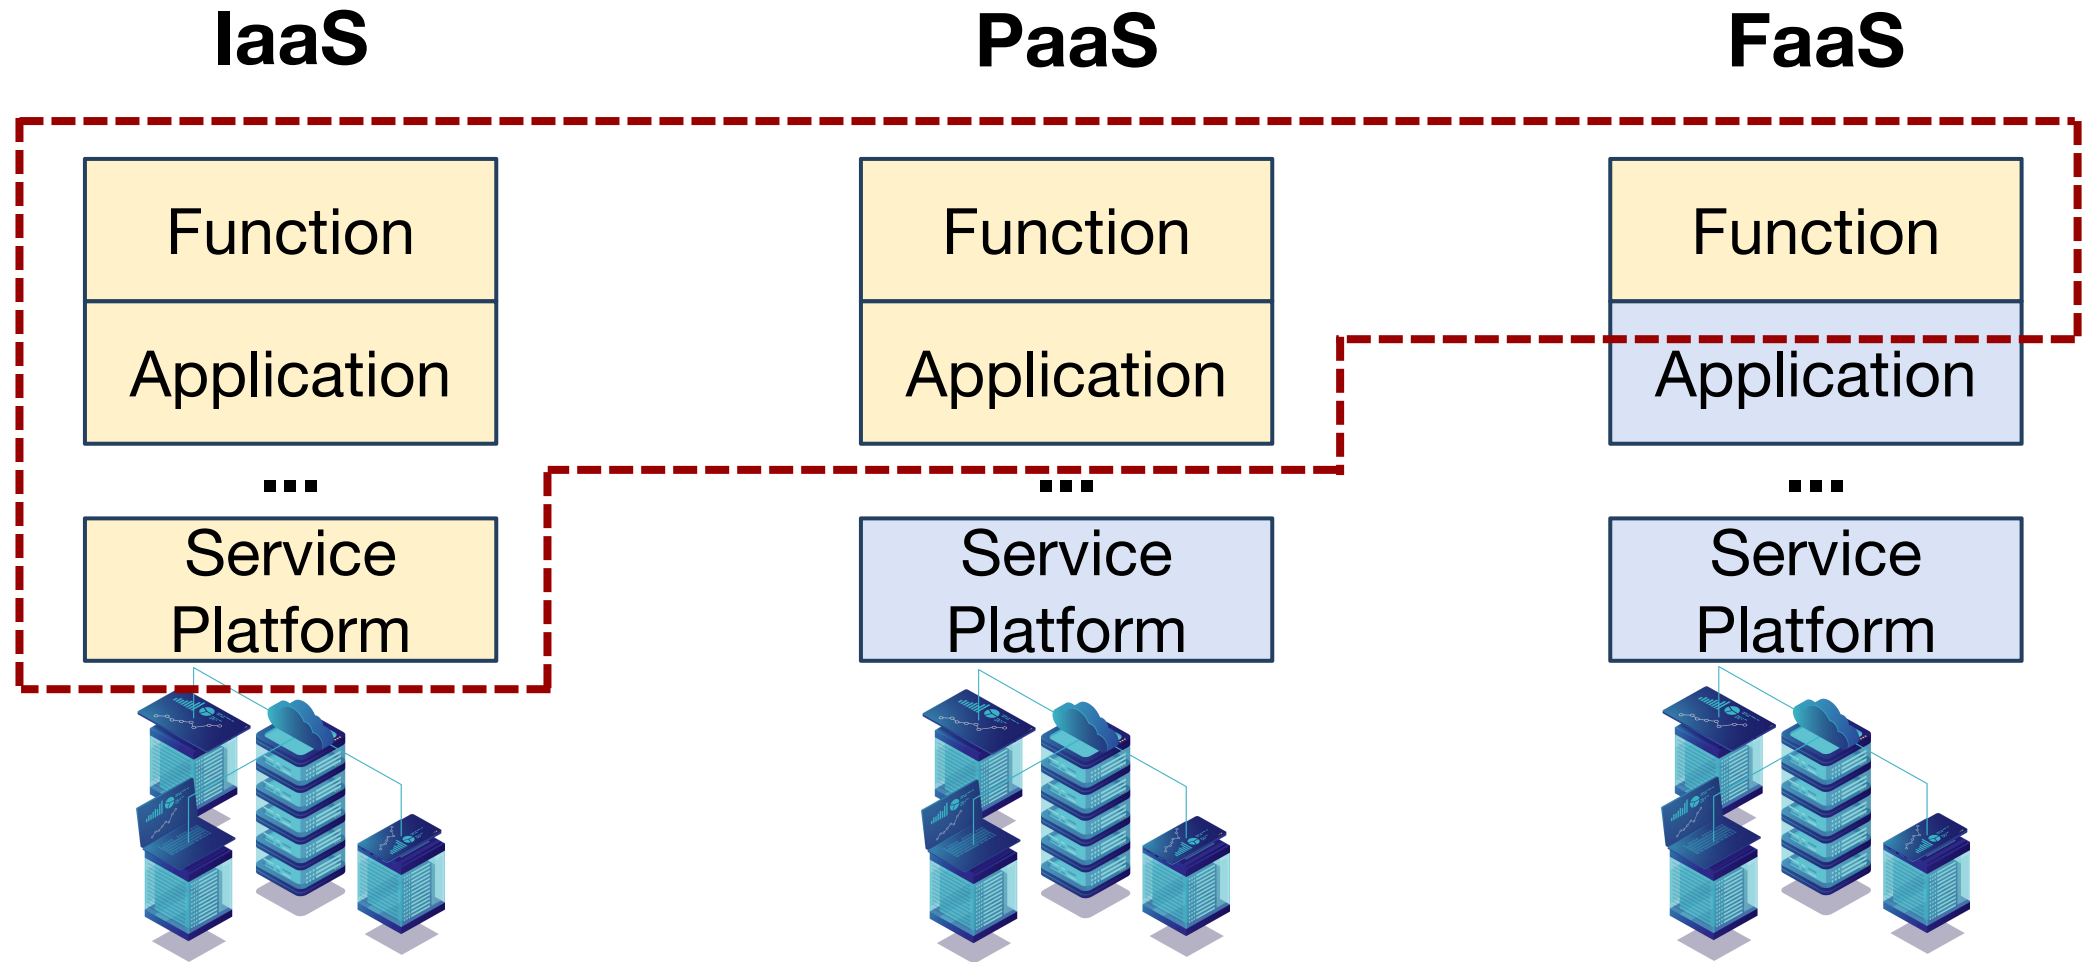 IaaS
PaaS
FaaS
Function
Function
Function
Application
Application
Application
...
...
...
Service
Platform
Service
Platform
Service
Platform